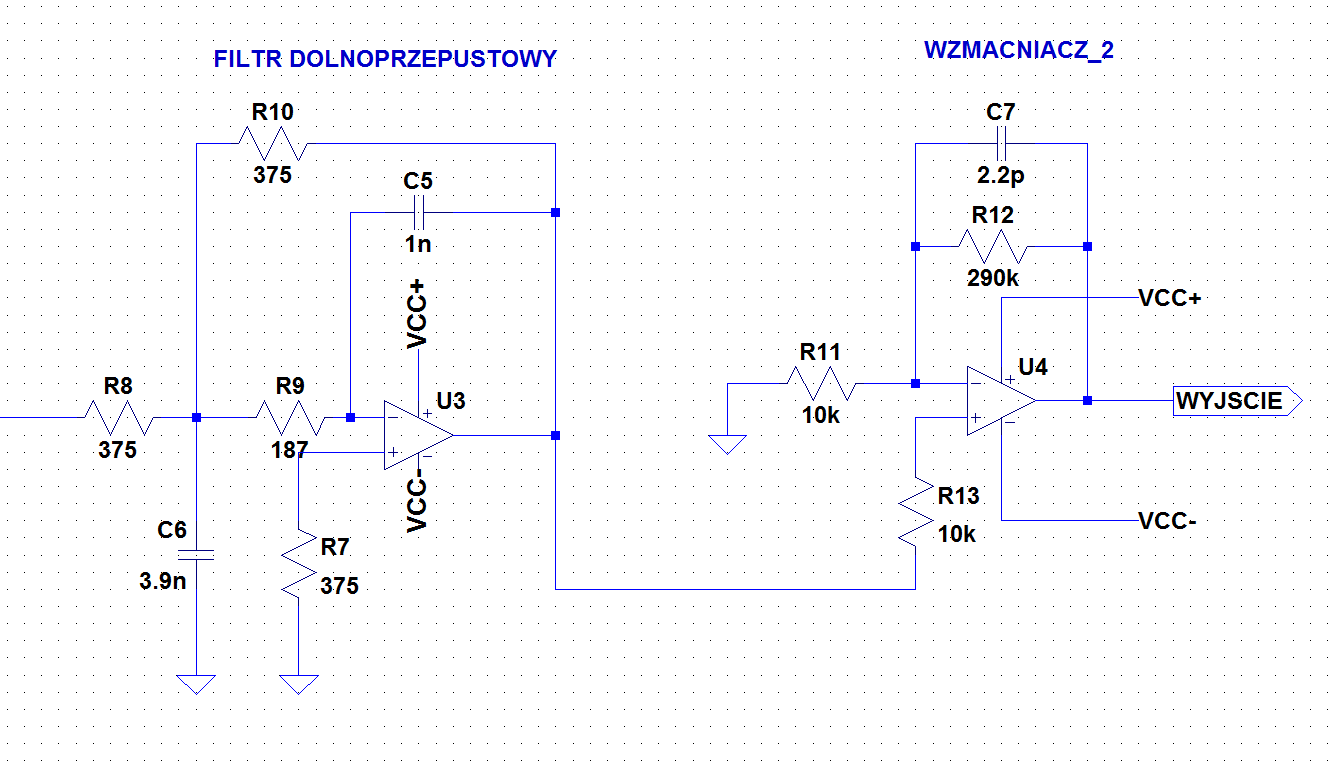 FILTR DOLNOPRZEPUSTOWY
WZMACNIACZ_2
R10
375
C5
1n
VCC+
R8
375
R9
187
U3
VCC-
C6
3.9n
R7
375
C7
2.2p
R12
290k
VCC+
R11
10k
U4
WYJSCIE
R13
10k
VCC-